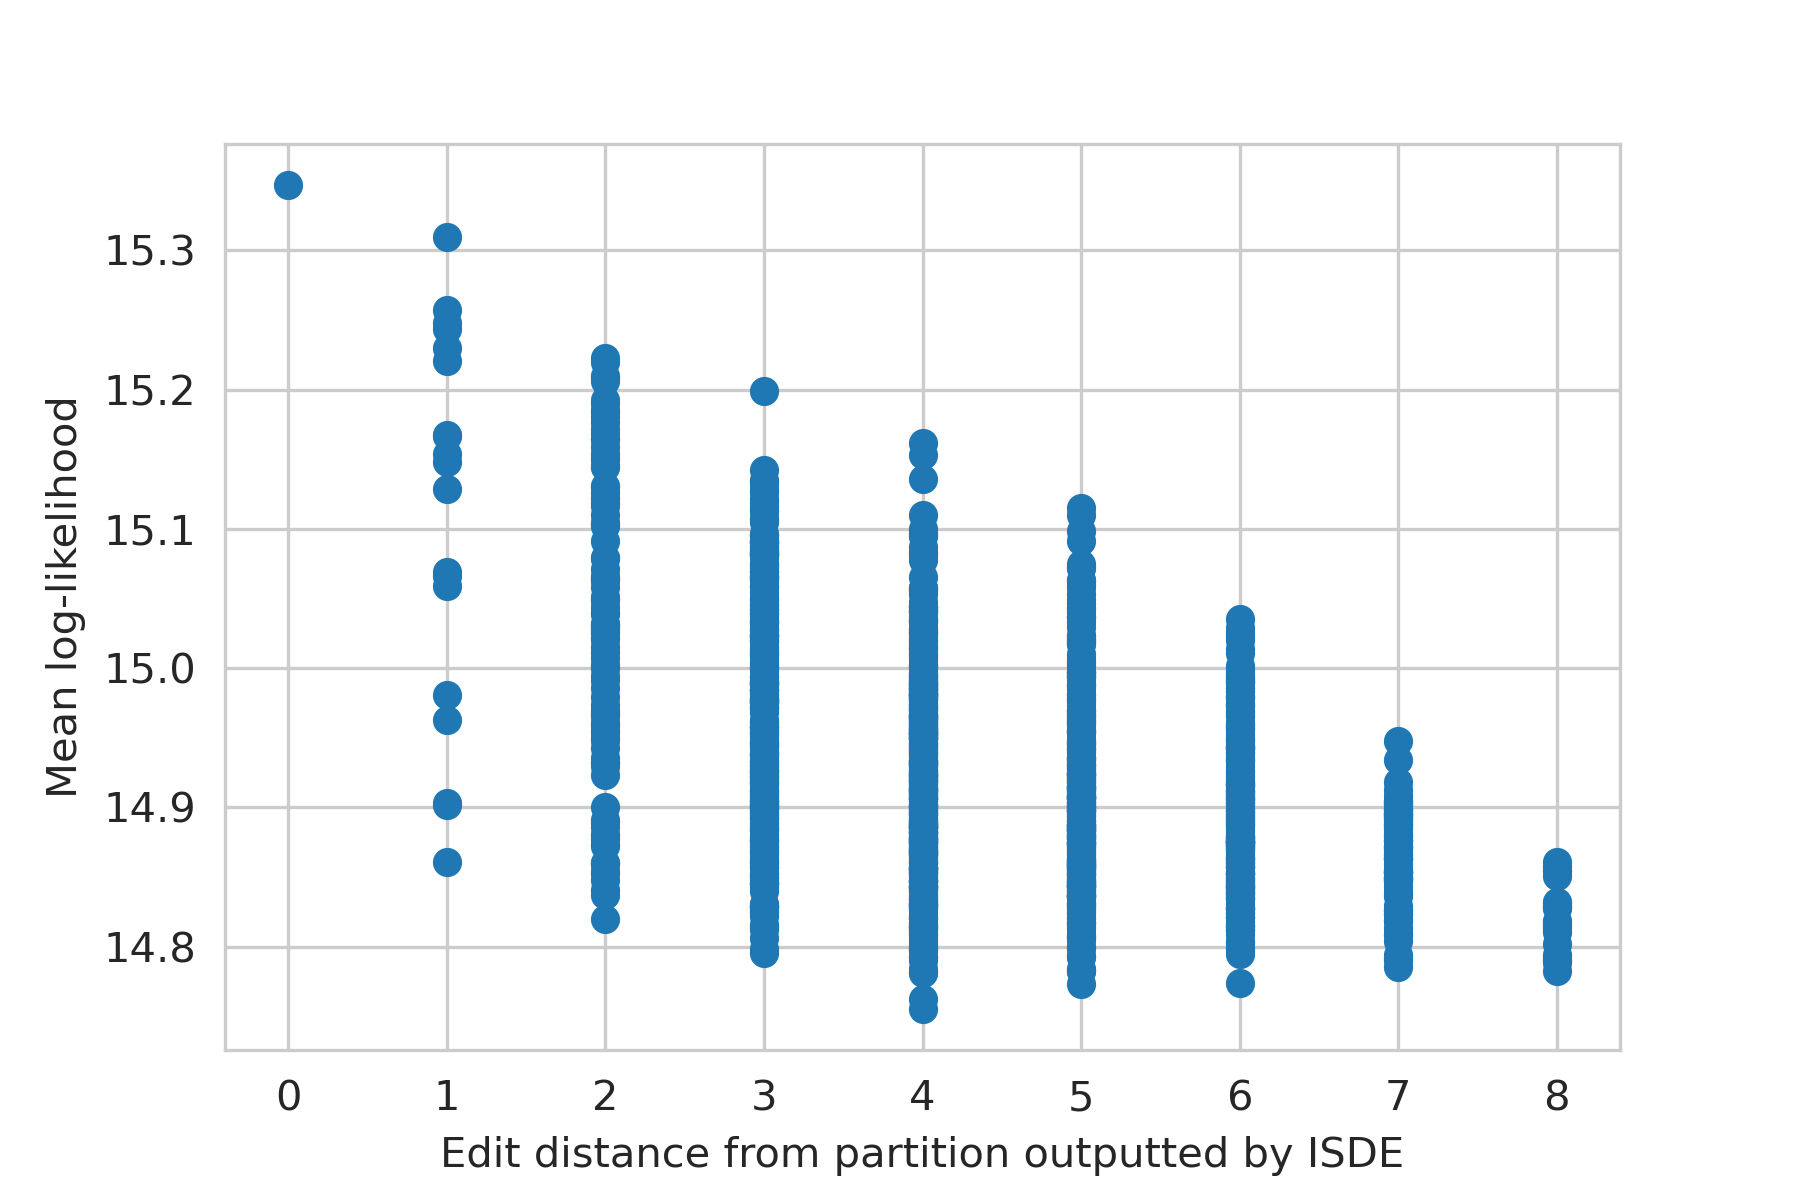 15.3
15.2
15.1
15.0
14.9
14.8
Mean log-likelihood
0 1 2 3 4 5 6 7 8
Edit distance from partition outputted by ISDE